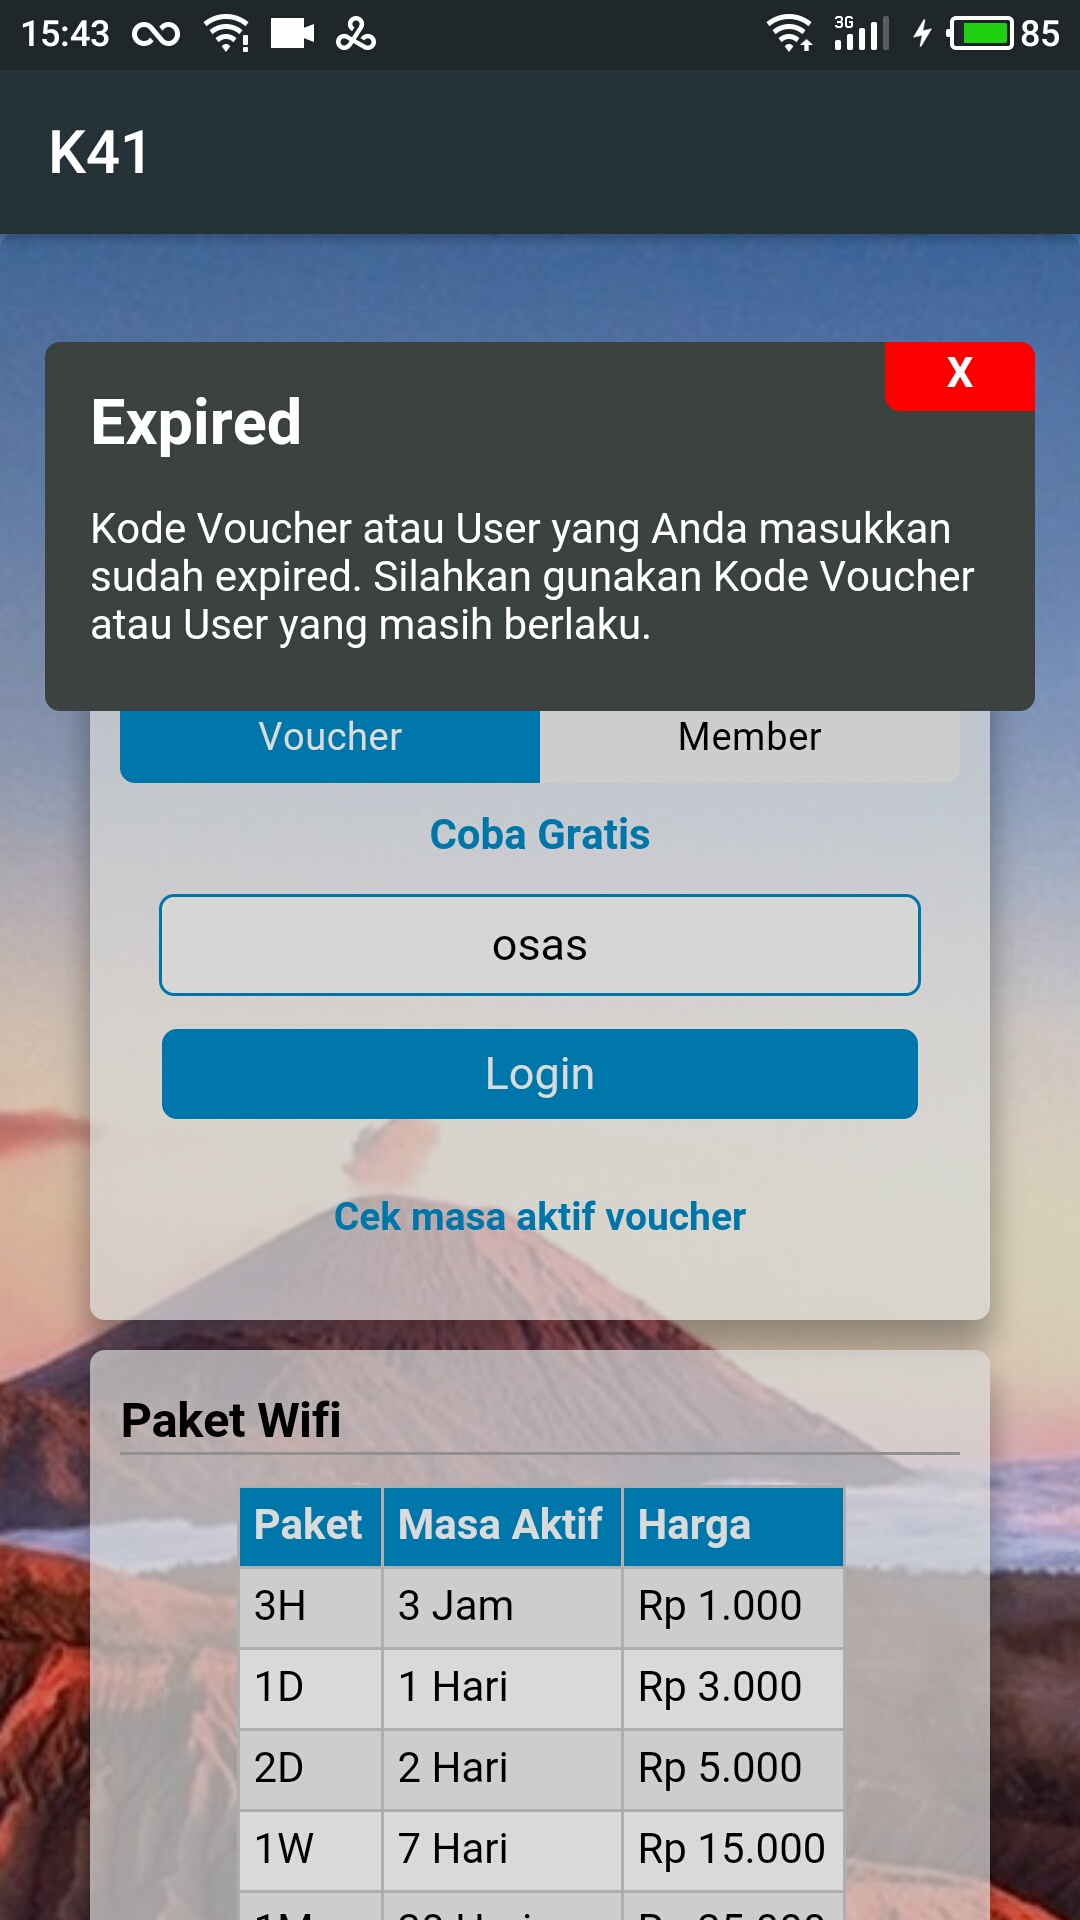 15:43
3G
85
K41
X
Expired
Kode Voucher atau User yang Anda masukkan
sudah expired. Silahkan gunakan Kode Voucher
atau User yang masih berlaku.
Voucher Member
Coba Gratis
osas
Login
Cek masa aktif voucher
Paket Wifi
Paket Masa Aktif Harga
3H 3 Jam Rp 1.000
1D 1 Hari Rp 3.000
2D 2 Hari Rp 5.000
1W 7 Hari Rp 15.000